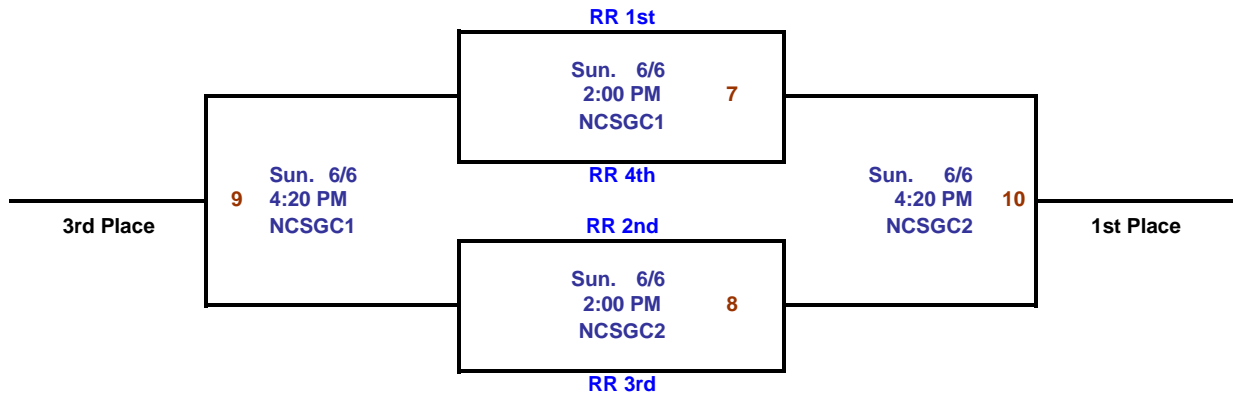 RR 1st
Sun. 6/6
2:00 PM 7
NCSGC1
RR 4th
Sun. 6/6
9 4:20 PM
NCSGC1
3rd Place
Sun. 6/6
4:20 PM 10
NCSGC2
1st Place
RR 2nd
Sun. 6/6
2:00 PM 8
NCSGC2
RR 3rd